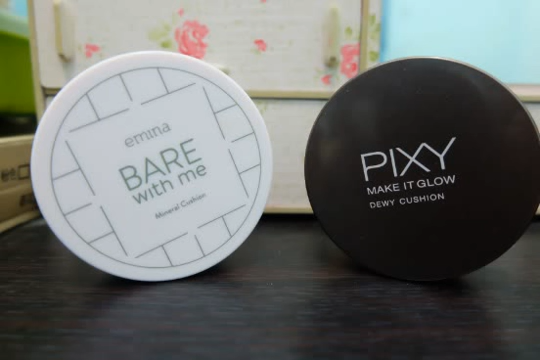 emina
BARE
with me
Mineral Cushion
PIXY
MAKE IT GLOW
DEWY CUSHION